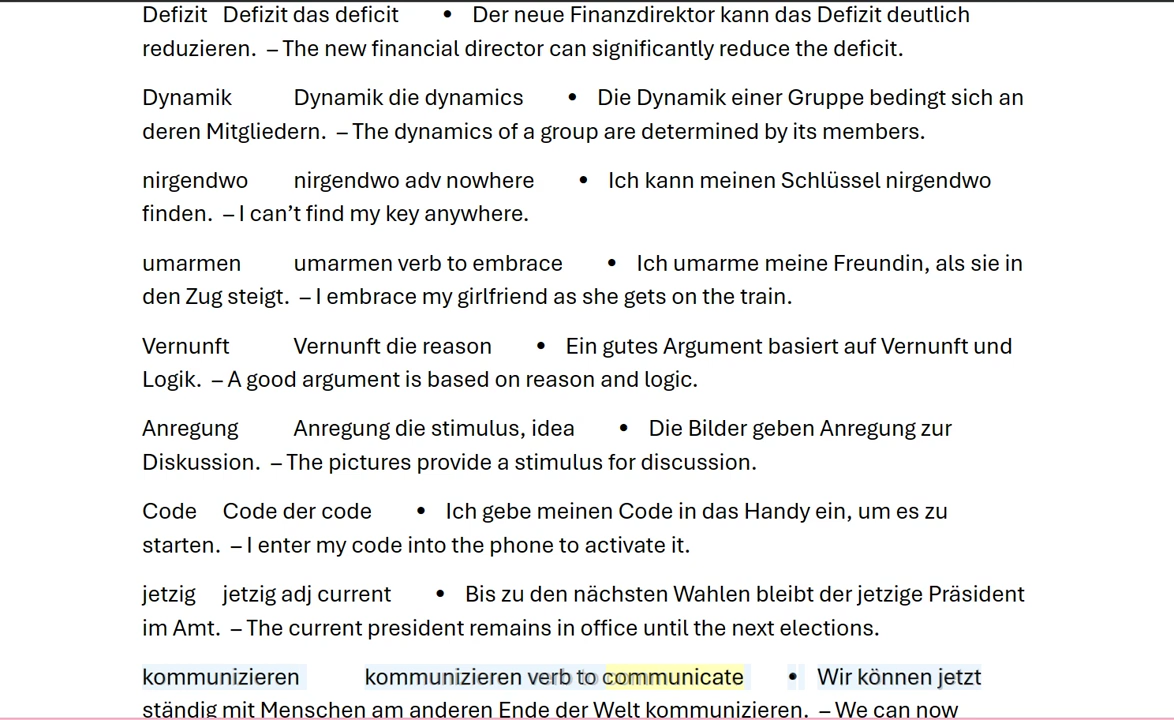 Defizit Defizit das deficit • Der neue Finanzdirektor kann das Defizit deutlich
reduzieren. – The new financial director can significantly reduce the deficit.
Dynamik Dynamik die dynamics • Die Dynamik einer Gruppe bedingt sich an
deren Mitgliedern. – The dynamics of a group are determined by its members.
nirgendwo nirgendwo adv nowhere • Ich kann meinen Schlüssel nirgendwo
finden. – I can’t find my key anywhere.
umarmen umarmen verb to embrace • Ich umarme meine Freundin, als sie in
den Zug steigt. – I embrace my girlfriend as she gets on the train.
Vernunft Vernunft die reason • Ein gutes Argument basiert auf Vernunft und
Logik. – A good argument is based on reason and logic.
Anregung Anregung die stimulus, idea • Die Bilder geben Anregung zur
Diskussion. – The pictures provide a stimulus for discussion.
Code Code der code • Ich gebe meinen Code in das Handy ein, um es zu
starten. – I enter my code into the phone to activate it.
jetzig jetzig adj current • Bis zu den nächsten Wahlen bleibt der jetzige Präsident
im Amt. – The current president remains in office until the next elections.
kommunizieren kommunizieren verb to communicate • Wir können jetzt
ständig mit Menschen am anderen Ende der Welt kommunizieren. – We can now